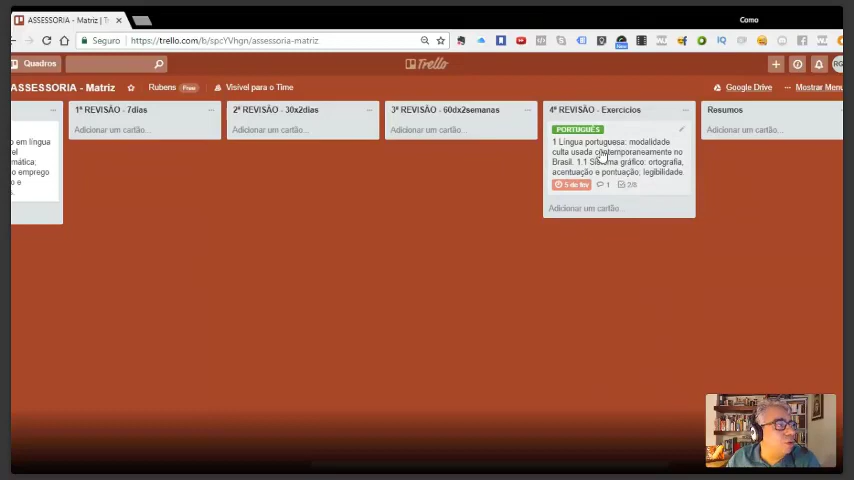 ASSESSORIA - Matriz | Tr
Como
Seguro
https://trello.com/b/spcYVhgn/assessoria-matriz
New
IQ
Quadros
Trello
RG
ASSESSORIA - Matriz
Rubens
Free
Visível para o Time
Google Drive
... Mostrar Menu
1ª REVISÃO - 7dias
2ª REVISÃO - 30x2dias
3ª REVISÃO - 60dx2semanas
4ª REVISÃO - Exercícios
Resumos
Adicionar um cartão...
Adicionar um cartão...
Adicionar um cartão...
Adicionar um cartão...
em língua
el
mática;
emprego
e
s.
PORTUGUÊS
1 Língua portuguesa: modalidade
culta usada contemporaneamente no
Brasil. 1.1 Sistema gráfico: ortografia,
acentuação e pontuação; legibilidade.
5 de fev
1
2/8
Adicionar um cartão...